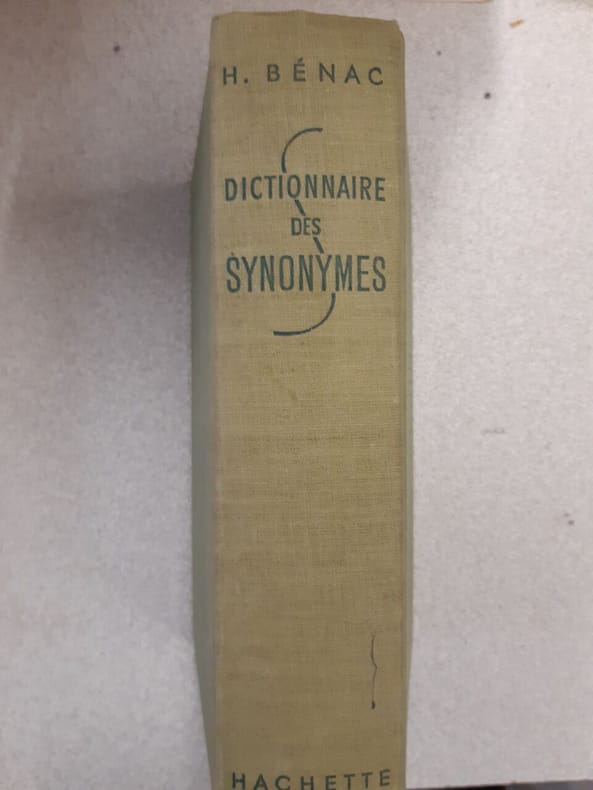 H. BÉNAC
DICTIONNAIRE
DES
SYNONYMES
HACHETTE